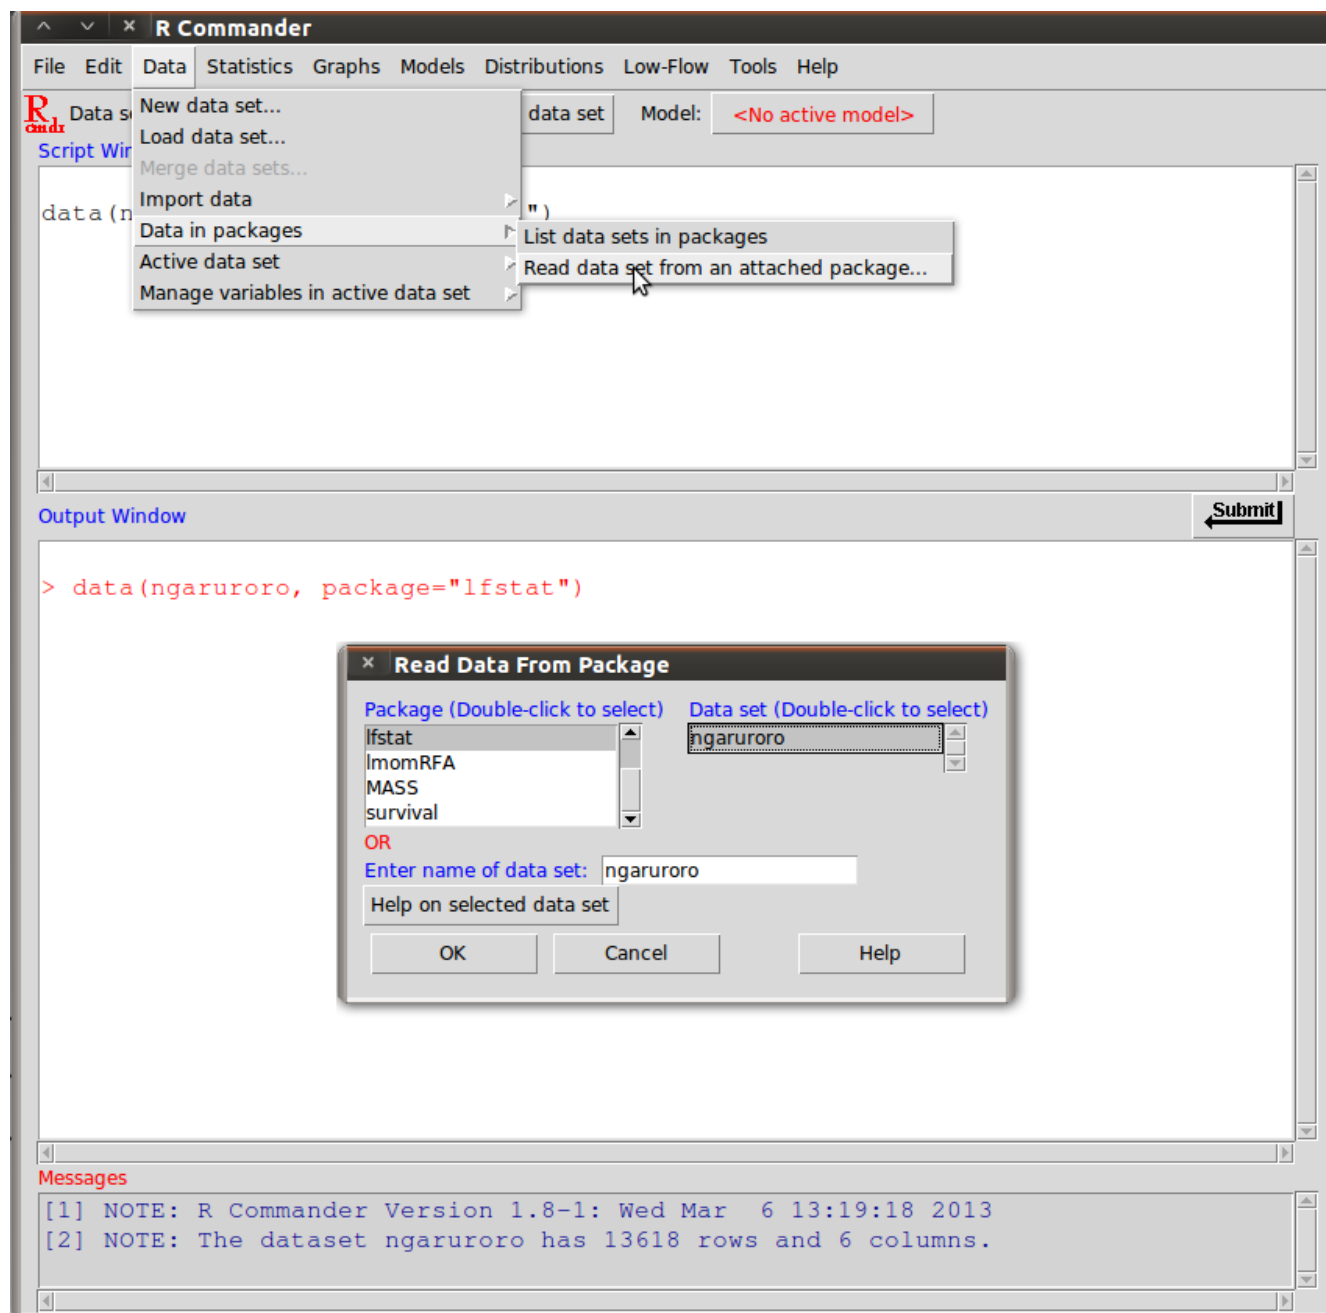 R Commander
File Edit Data Statistics Graphs Models Distributions Low-Flow Tools Help
R
cmdr
Data s
New data set...
data set
Model:
<No active model>
Load data set...
Script Wi
Merge data sets...
Import data
data(n
")
Data in packages
List data sets in packages
Active data set
Read data set from an attached package...
Manage variables in active data set
Output Window
Submit
> data(ngaruroro, package="lfstat")
Read Data From Package
Package (Double-click to select) Data set (Double-click to select)
lfstat
ngaruroro
lmomRFA
MASS
survival
OR
Enter name of data set: ngaruroro
Help on selected data set
OK Cancel Help
Messages
[1] NOTE: R Commander Version 1.8-1: Wed Mar  6 13:19:18 2013
[2] NOTE: The dataset ngaruroro has 13618 rows and 6 columns.